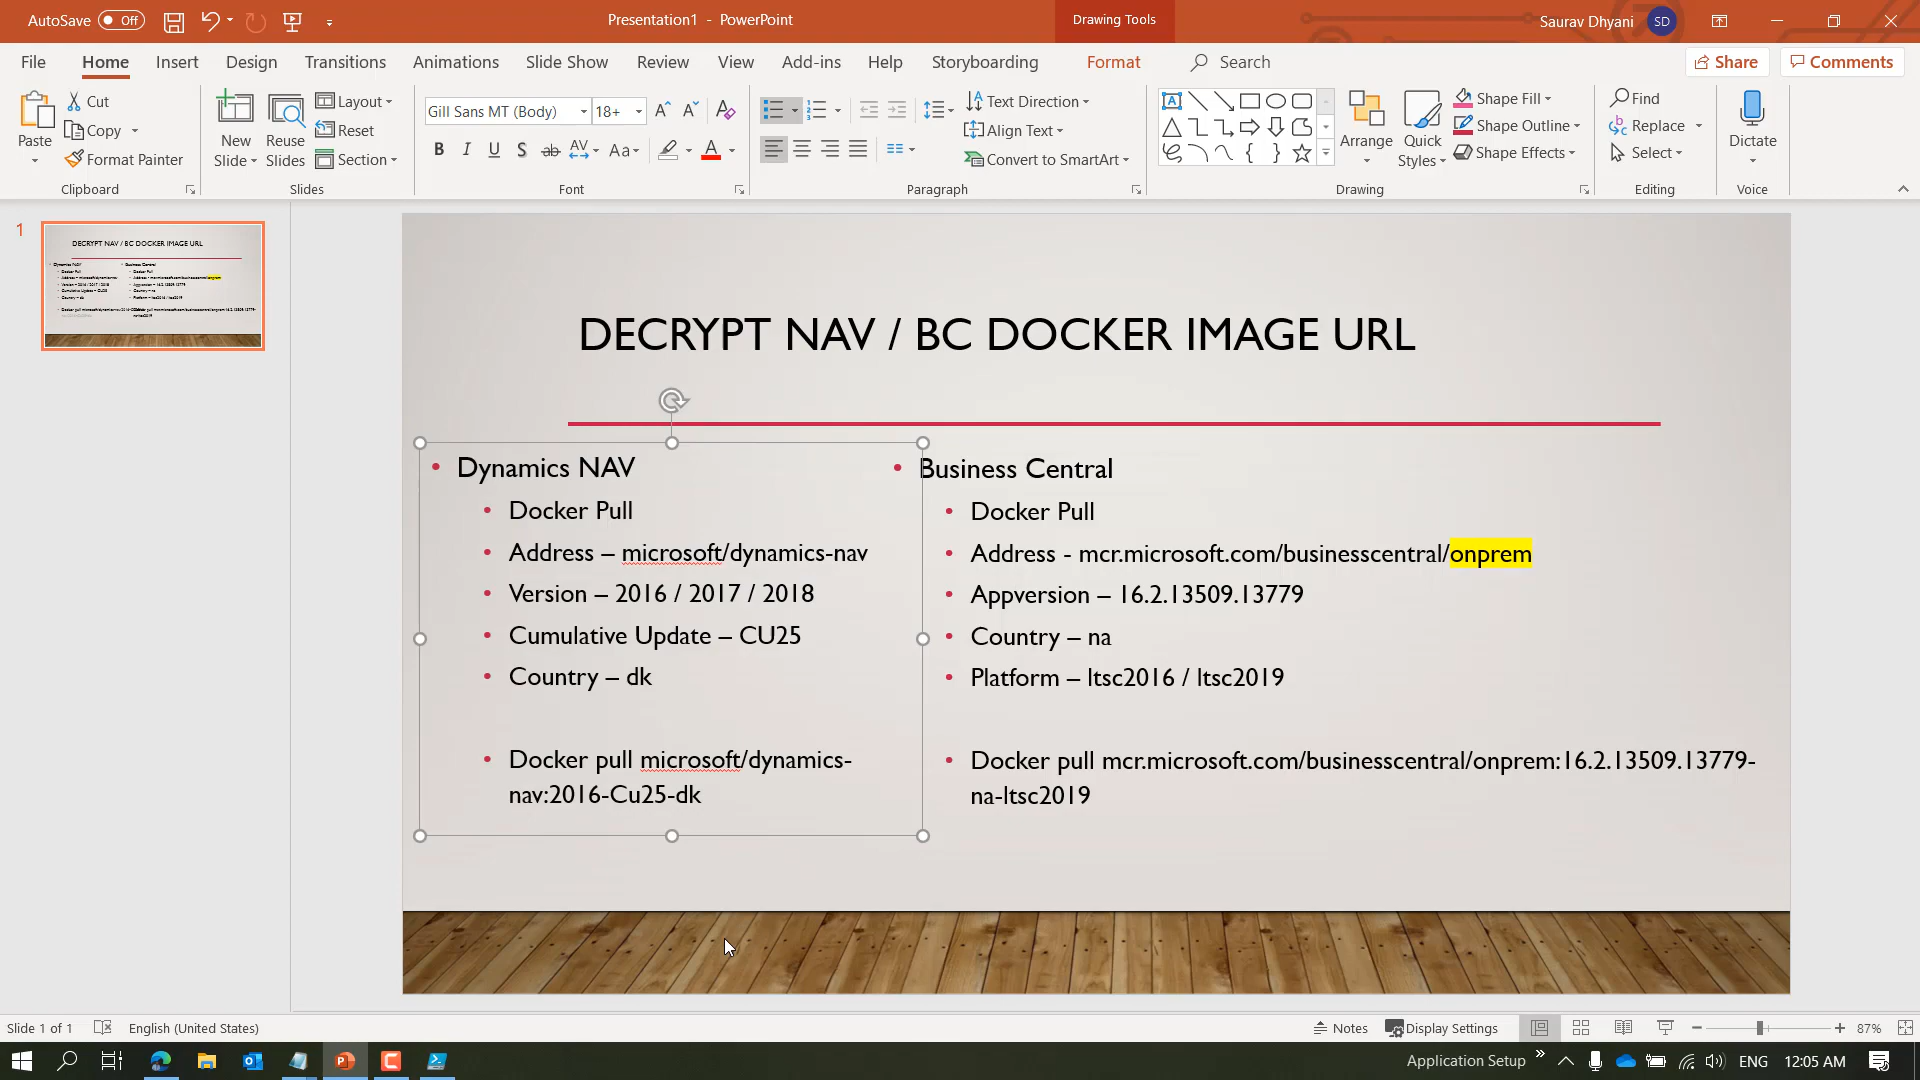 AutoSave Off
Presentation1 - PowerPoint
Drawing Tools
Saurav Dhyani SD
File Home Insert Design Transitions Animations Slide Show Review View Add-ins Help Storyboarding Format Search Share Comments
Paste
Cut
Copy
Format Painter
Clipboard
New Slide
Reuse Slides
Layout
Reset
Section
Slides
Gill Sans MT (Body) 18+
Font
Text Direction
Align Text
Convert to SmartArt
Paragraph
Arrange
Quick Styles
Shape Fill
Shape Outline
Shape Effects
Drawing
Find
Replace
Select
Editing
Dictate
Voice
1
DECRYPT NAV / BC DOCKER IMAGE URL
DECRYPT NAV / BC DOCKER IMAGE URL
• Dynamics NAV
• Docker Pull
• Address – microsoft/dynamics-nav
• Version – 2016 / 2017 / 2018
• Cumulative Update – CU25
• Country – dk
• Docker pull microsoft/dynamics-
nav:2016-Cu25-dk
• Business Central
• Docker Pull
• Address - mcr.microsoft.com/businesscentral/onprem
• Appversion – 16.2.13509.13779
• Country – na
• Platform – ltsc2016 / ltsc2019
• Docker pull mcr.microsoft.com/businesscentral/onprem:16.2.13509.13779-
na-ltsc2019
Slide 1 of 1 English (United States)
Notes Display Settings 87%
Application Setup ENG 12:05 AM